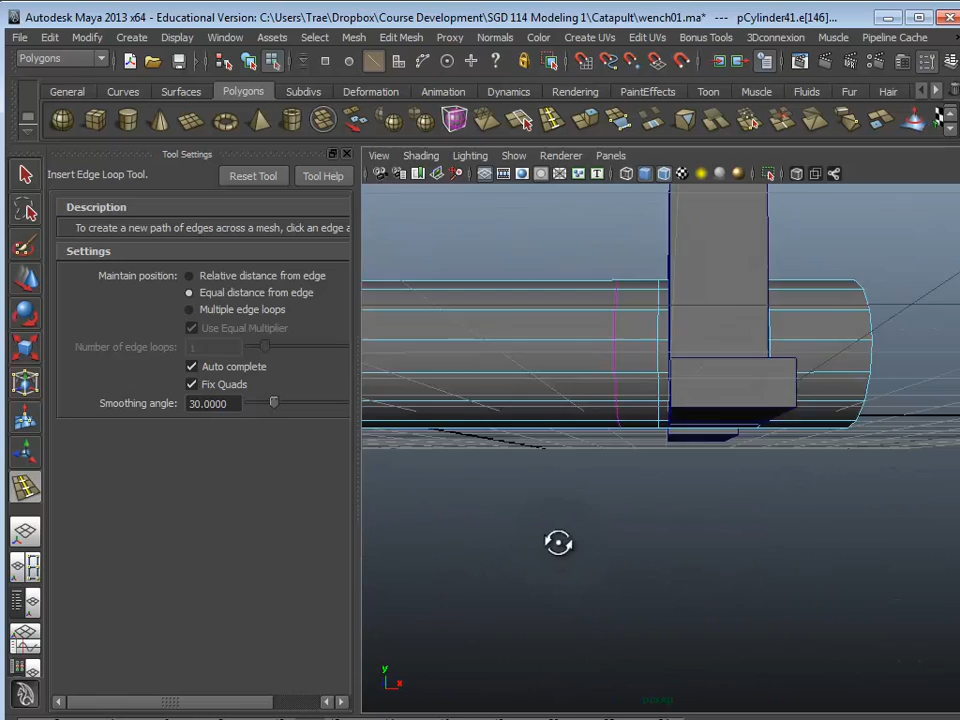 Autodesk Maya 2013 x64 - Educational Version: C:\Users\Trae\Dropbox\Course Development\SGD 114 Modeling 1\Catapult\wench01.ma* --- pCylinder41.e[146]...
File Edit Modify Create Display Window Assets Select Mesh Edit Mesh Proxy Normals Color Create UVs Edit UVs Bonus Tools 3Dconnexion Muscle Pipeline Cache
Polygons
General Curves Surfaces Polygons Subdivs Deformation Animation Dynamics Rendering PaintEffects Toon Muscle Fluids Fur Hair
Tool Settings
View Shading Lighting Show Renderer Panels
Insert Edge Loop Tool.
Reset Tool
Tool Help
Description
To create a new path of edges across a mesh, click an edge a
Settings
Maintain position: Relative distance from edge
Equal distance from edge
Multiple edge loops
Use Equal Multiplier
Number of edge loops: 1
Auto complete
Fix Quads
Smoothing angle: 30.0000
y
x
persp